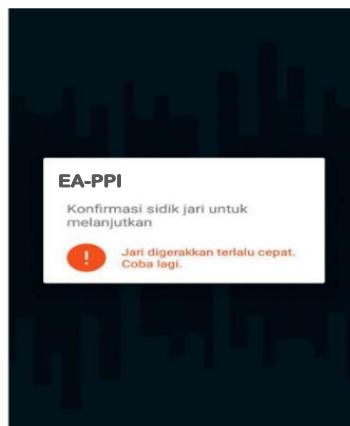 EA-PPI
Konfirmasi sidik jari untuk
melanjutkan
!
Jari digerakkan terlalu cepat.
Coba lagi.